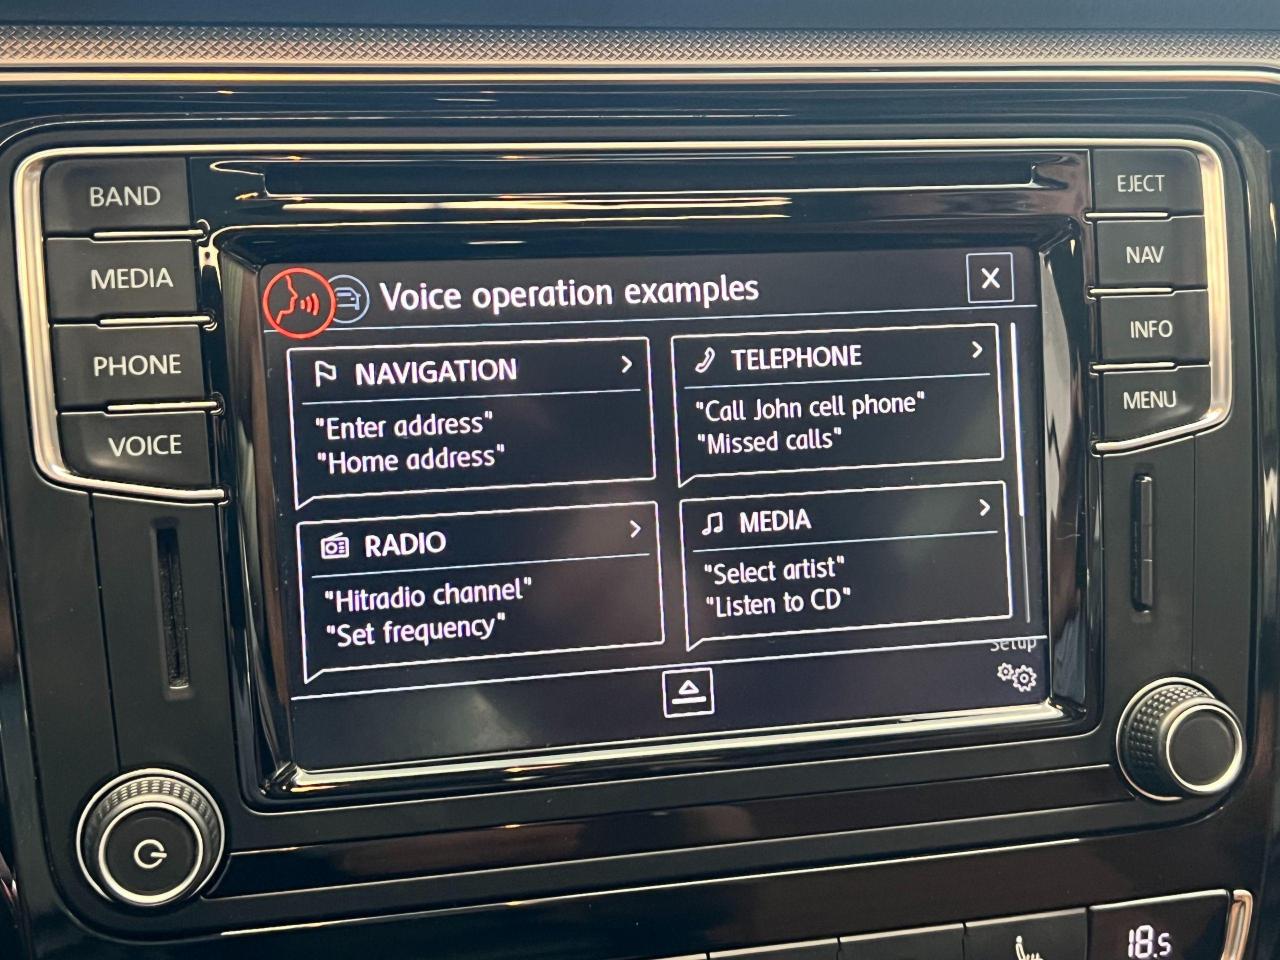 BAND
MEDIA
PHONE
VOICE
EJECT
NAV
INFO
MENU
Voice operation examples
X
NAVIGATION
"Enter address"
"Home address"
TELEPHONE
"Call John cell phone"
"Missed calls"
RADIO
"Hitradio channel"
"Set frequency"
MEDIA
"Select artist"
"Listen to CD"
Setup
18.5